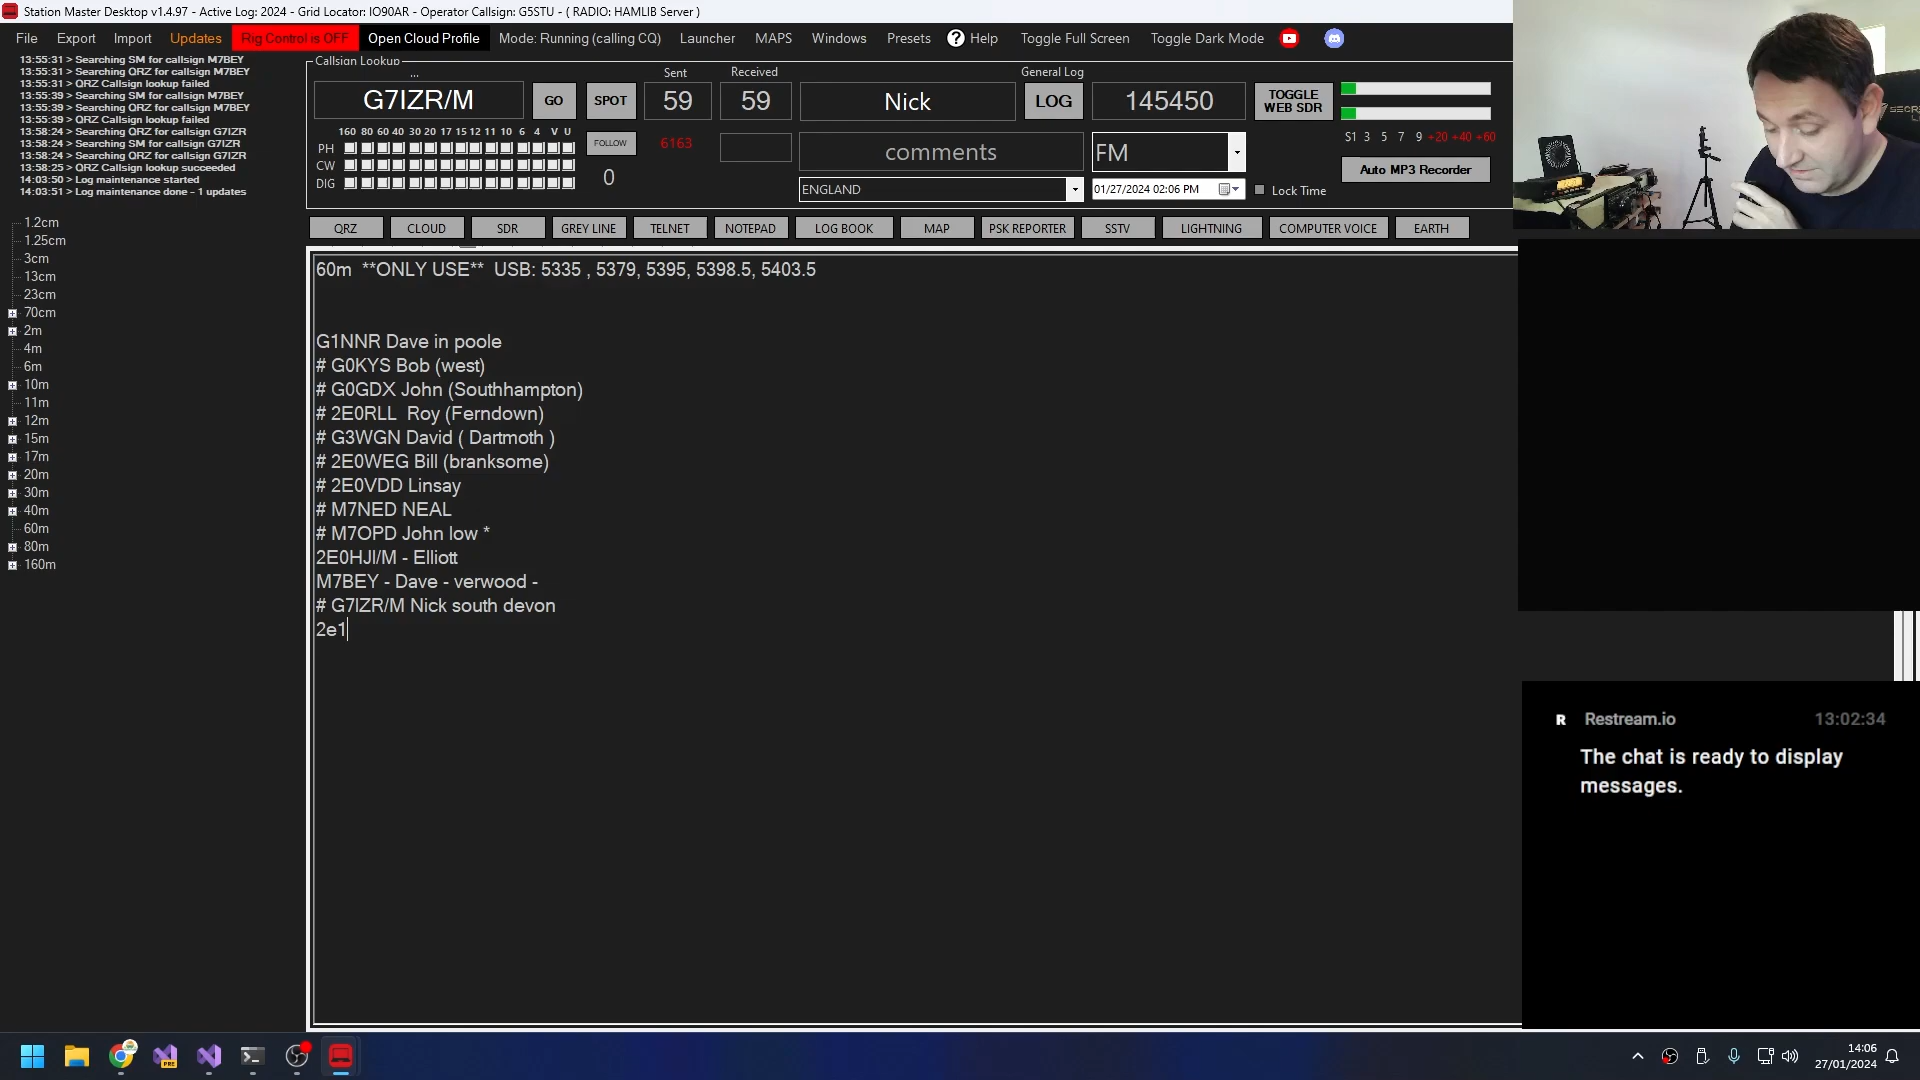 Station Master Desktop v1.4.97 - Active Log: 2024 - Grid Locator: IO90AR - Operator Callsign: G5STU - ( RADIO: HAMLIB Server )
File Export Import Updates Rig Control is OFF Open Cloud Profile Mode: Running (calling CQ) Launcher MAPS Windows Presets ? Help Toggle Full Screen Toggle Dark Mode
13:55:31 > Searching SM for callsign M7BEY
13:55:31 > Searching QRZ for callsign M7BEY
13:55:31 > QRZ Callsign lookup failed
13:55:39 > Searching SM for callsign M7BEY
13:55:39 > Searching QRZ for callsign M7BEY
13:55:39 > QRZ Callsign lookup failed
13:58:24 > Searching QRZ for callsign G7IZR
13:58:24 > Searching SM for callsign G7IZR
13:58:24 > Searching QRZ for callsign G7IZR
13:58:25 > QRZ Callsign lookup succeeded
14:03:50 > Log maintenance started
14:03:51 > Log maintenance done - 1 updates
Callsign Lookup
... Sent Received General Log
G7IZR/M GO SPOT 59 59 Nick LOG 145450 TOGGLE WEB SDR
160 80 60 40 30 20 17 15 12 11 10 6 4 V U
PH
CW
DIG
FOLLOW 6163 comments FM
S1 3 5 7 9 +20 +40 +60
Auto MP3 Recorder
0
ENGLAND 01/27/2024 02:06 PM Lock Time
QRZ CLOUD SDR GREY LINE TELNET NOTEPAD LOG BOOK MAP PSK REPORTER SSTV LIGHTNING COMPUTER VOICE EARTH
1.2cm
1.25cm
3cm
13cm
23cm
70cm
2m
4m
6m
10m
11m
12m
15m
17m
20m
30m
40m
60m
80m
160m
60m **ONLY USE** USB: 5335 , 5379, 5395, 5398.5, 5403.5
G1NNR Dave in poole
# G0KYS Bob (west)
# G0GDX John (Southhampton)
# 2E0RLL Roy (Ferndown)
# G3WGN David ( Dartmoth )
# 2E0WEG Bill (branksome)
# 2E0VDD Linsay
# M7NED NEAL
# M7OPD John low *
2E0HJI/M - Elliott
M7BEY - Dave - verwood -
# G7IZR/M Nick south devon
2e1
R Restream.io 13:02:34
The chat is ready to display
messages.
PRE
14:06
27/01/2024